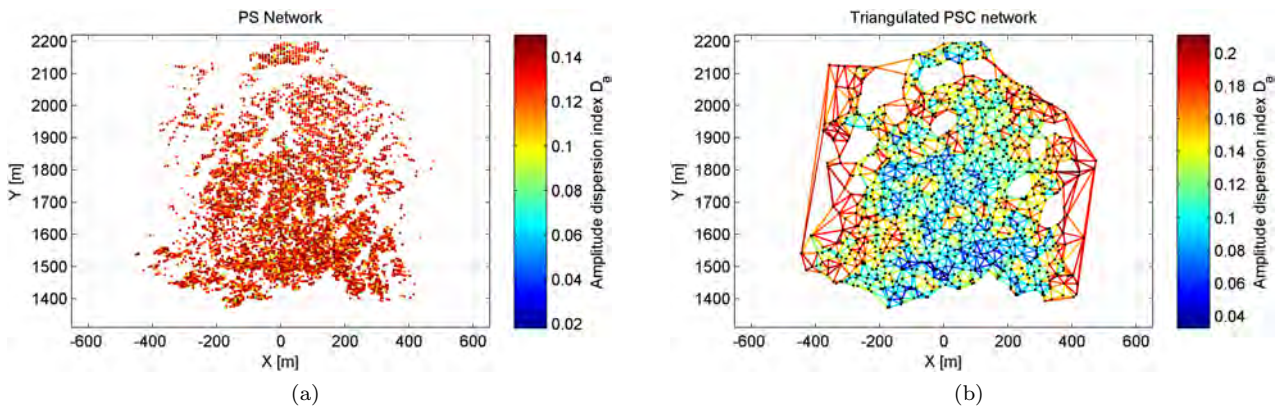 PS Network
2200
2100
2000
1900
1800
1700
1600
1500
1400
Y [m]
-600 -400 -200 0 200 400 600
X [m]
0.14
0.12
0.1
0.08
0.06
0.04
0.02
Amplitude dispersion index D_a
(a)
Triangulated PSC network
2200
2100
2000
1900
1800
1700
1600
1500
1400
Y [m]
-600 -400 -200 0 200 400 600
X [m]
0.2
0.18
0.16
0.14
0.12
0.1
0.08
0.06
0.04
Amplitude dispersion index D_a
(b)